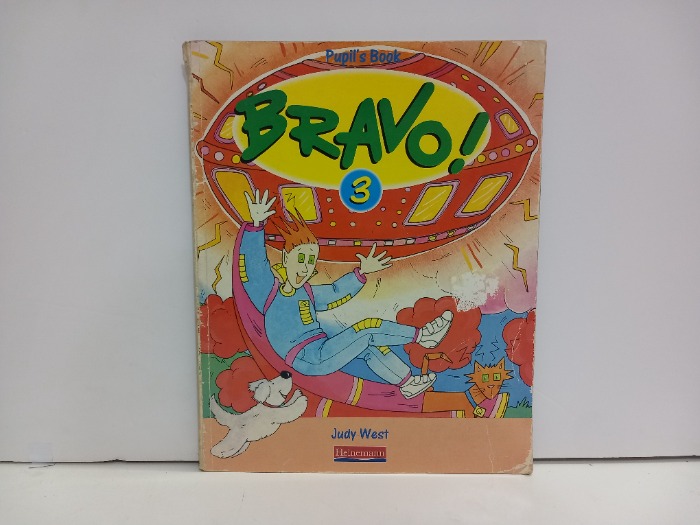 Pupil's Book
BRAVO!
3
Judy West
Heinemann